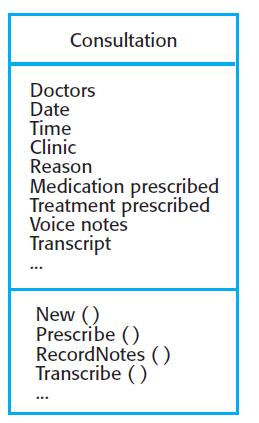 Consultation
Doctors
Date
Time
Clinic
Reason
Medication prescribed
Treatment prescribed
Voice notes
Transcript
...
New ( )
Prescribe ( )
RecordNotes ( )
Transcribe ( )
...